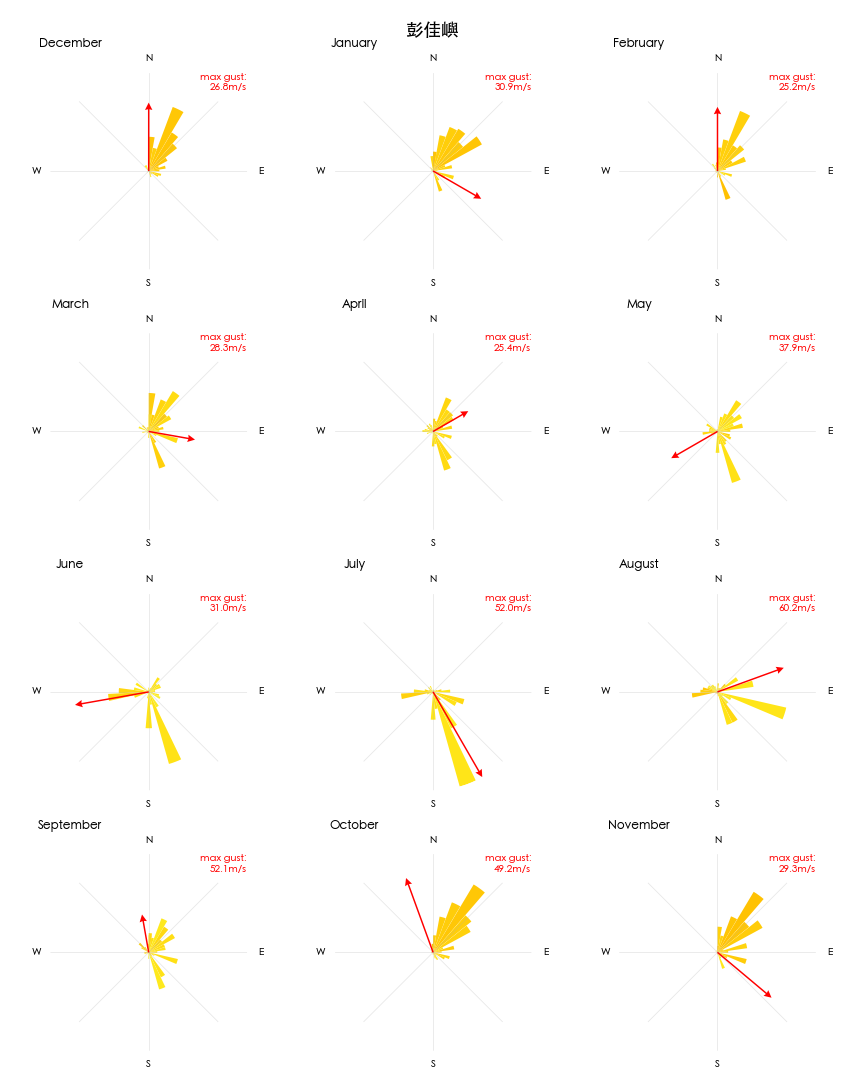 彭佳嶼
December
N
max gust:
26.8m/s
W
E
S
January
N
max gust:
30.9m/s
W
E
S
February
N
max gust:
25.2m/s
W
E
S
March
N
max gust:
28.3m/s
W
E
S
April
N
max gust:
25.4m/s
W
E
S
May
N
max gust:
37.9m/s
W
E
S
June
N
max gust:
31.0m/s
W
E
S
July
N
max gust:
52.0m/s
W
E
S
August
N
max gust:
60.2m/s
W
E
S
September
N
max gust:
52.1m/s
W
E
S
October
N
max gust:
49.2m/s
W
E
S
November
N
max gust:
29.3m/s
W
E
S